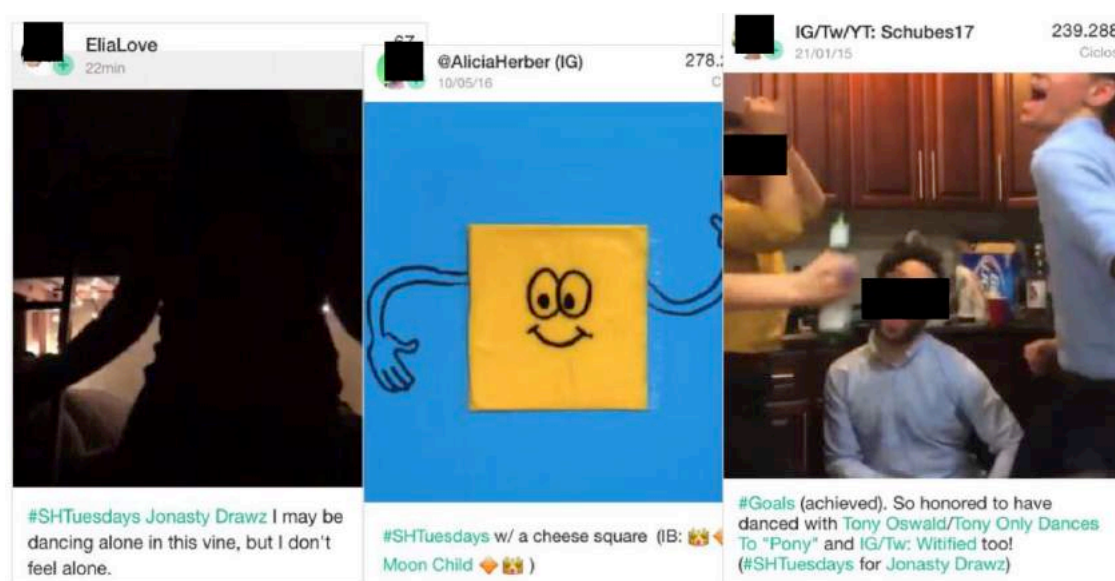 EliaLove
22min
#SHTuesdays Jonasty Drawz I may be
dancing alone in this vine, but I don't
feel alone.
@AliciaHerber (IG)
278.
10/05/16
#SHTuesdays w/ a cheese square (IB:
Moon Child )
IG/Tw/YT: Schubes17
239.288
21/01/15
Ciclos
#Goals (achieved). So honored to have
danced with Tony Oswald/Tony Only Dances
To "Pony" and IG/Tw: Witified too!
(#SHTuesdays for Jonasty Drawz)